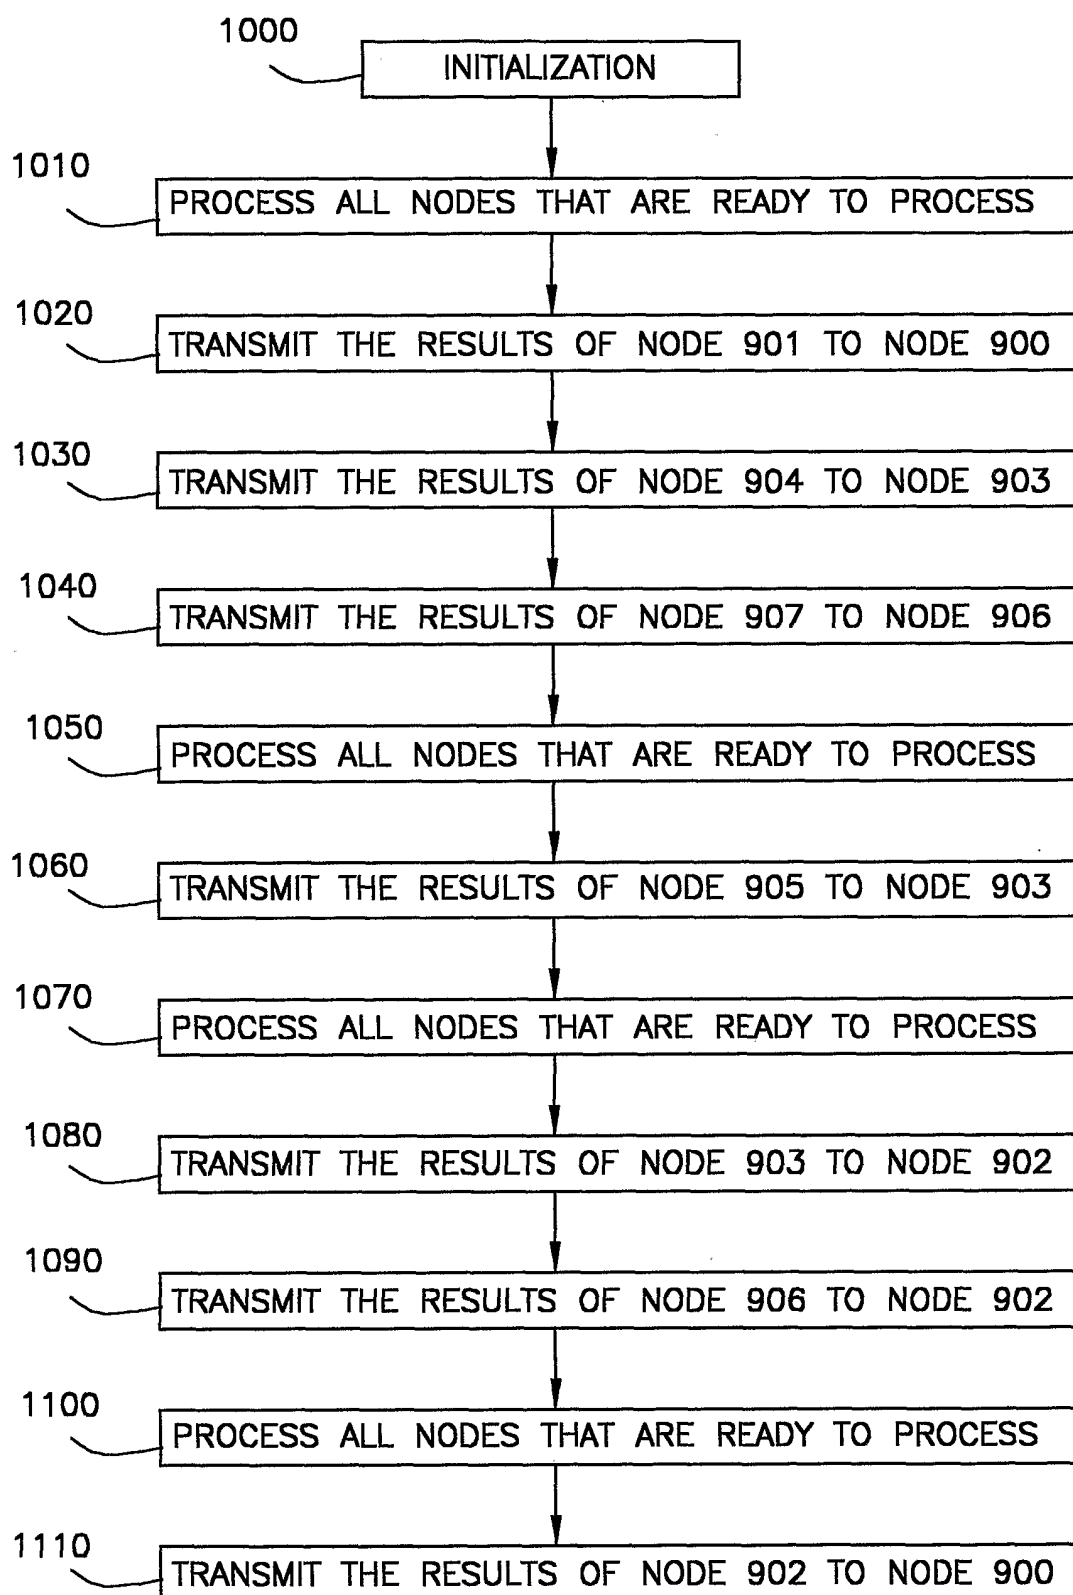 1000
INITIALIZATION
1010
PROCESS ALL NODES THAT ARE READY TO PROCESS
1020
TRANSMIT THE RESULTS OF NODE 901 TO NODE 900
1030
TRANSMIT THE RESULTS OF NODE 904 TO NODE 903
1040
TRANSMIT THE RESULTS OF NODE 907 TO NODE 906
1050
PROCESS ALL NODES THAT ARE READY TO PROCESS
1060
TRANSMIT THE RESULTS OF NODE 905 TO NODE 903
1070
PROCESS ALL NODES THAT ARE READY TO PROCESS
1080
TRANSMIT THE RESULTS OF NODE 903 TO NODE 902
1090
TRANSMIT THE RESULTS OF NODE 906 TO NODE 902
1100
PROCESS ALL NODES THAT ARE READY TO PROCESS
1110
TRANSMIT THE RESULTS OF NODE 902 TO NODE 900